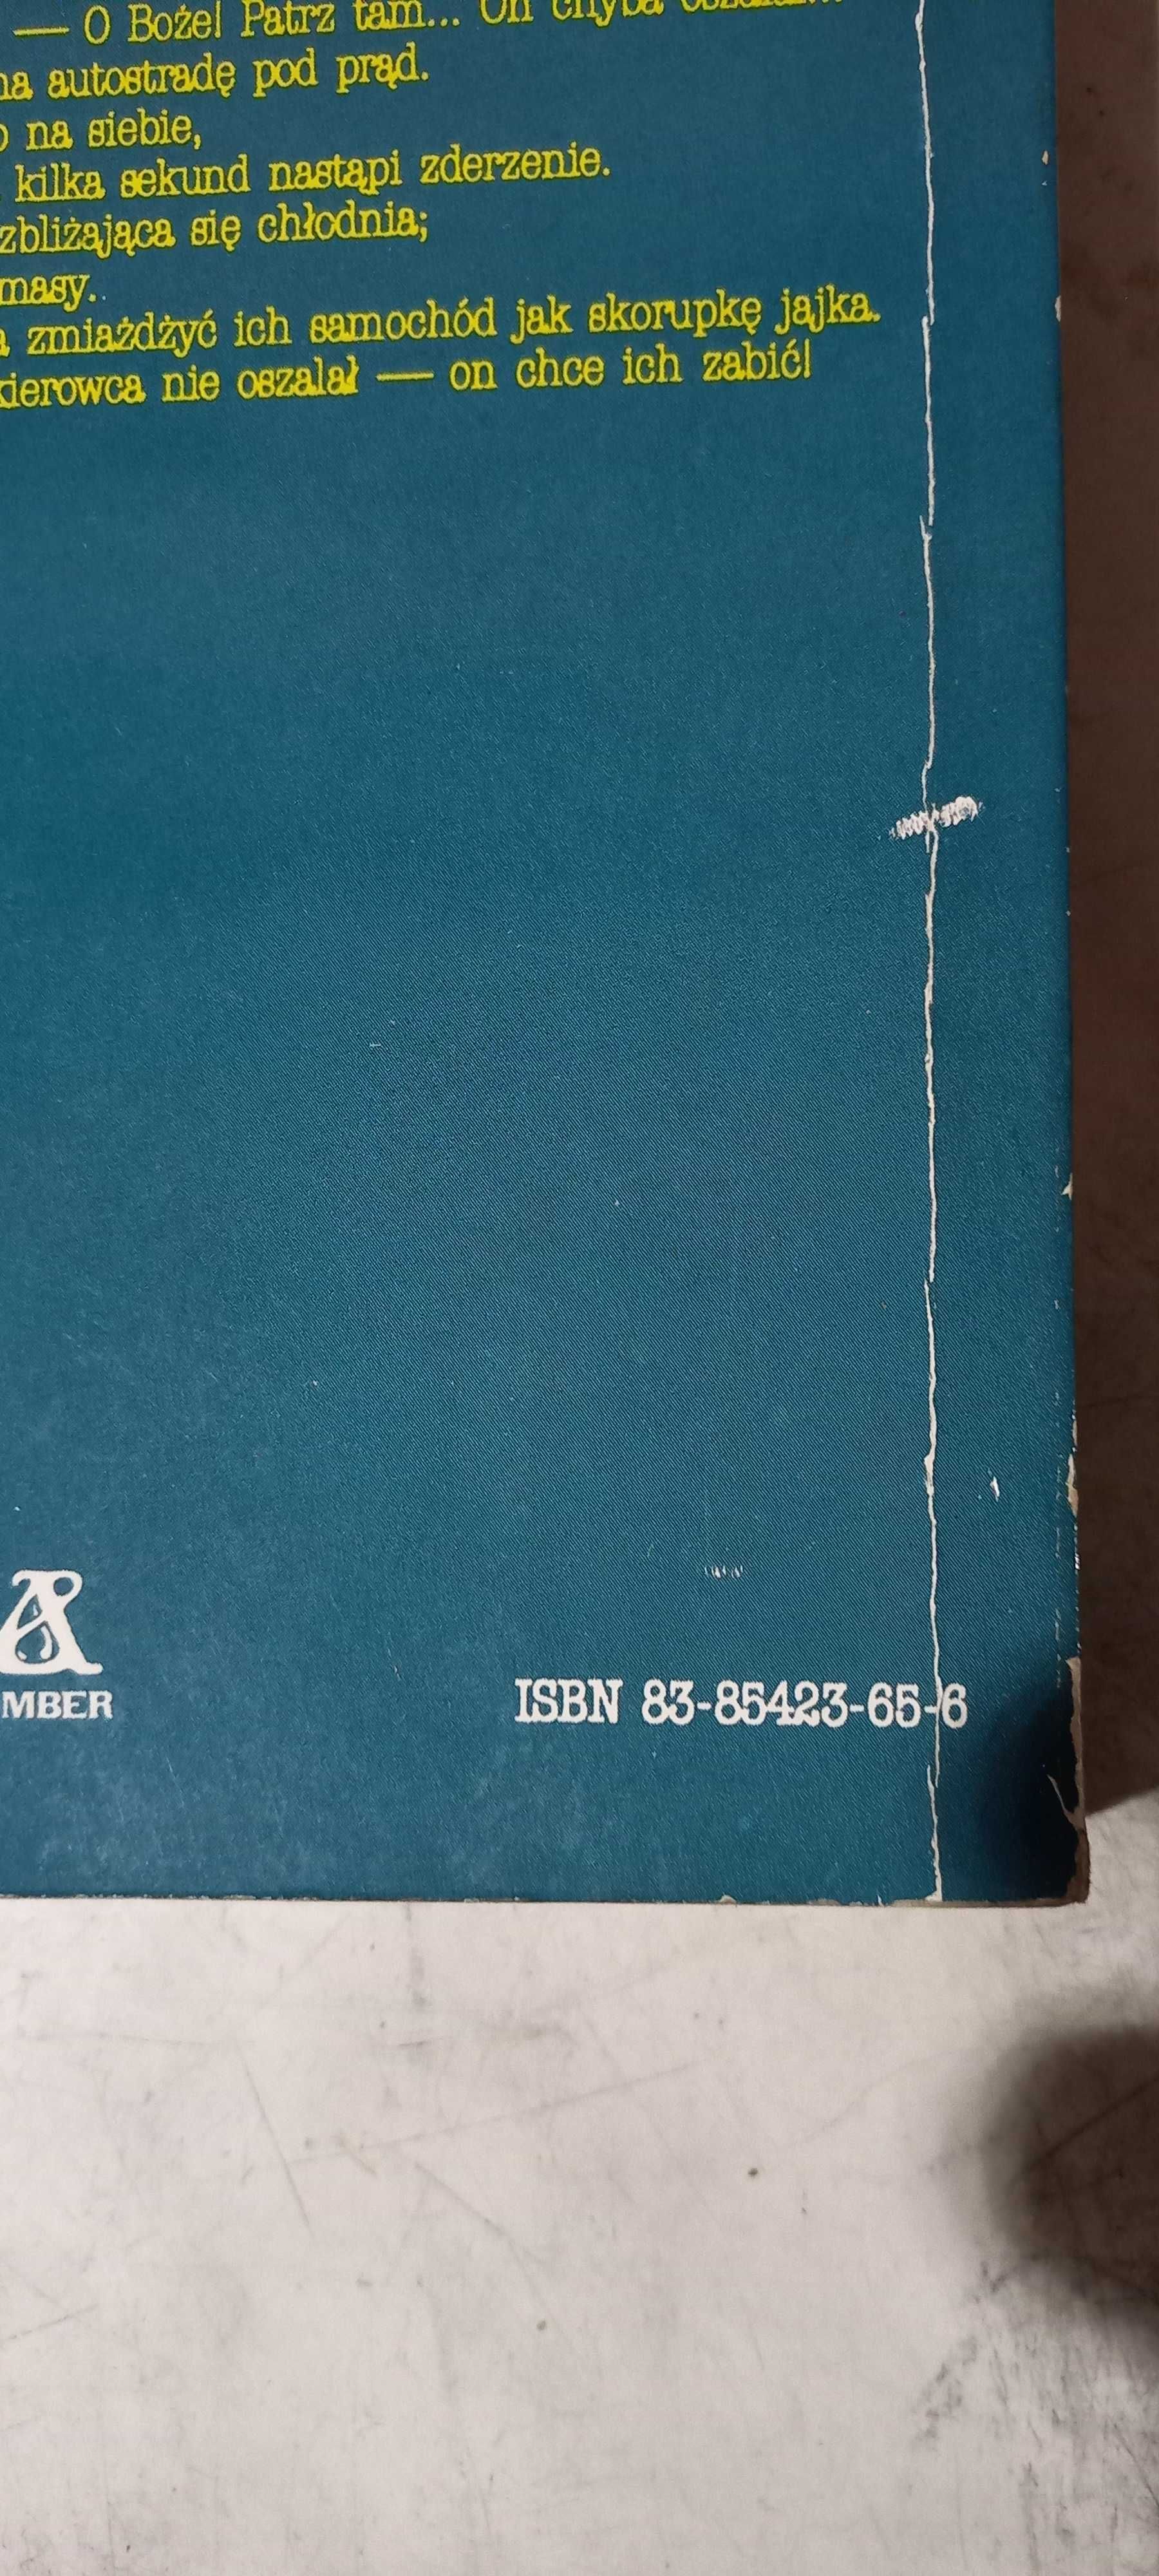 — O Boże! Patrz tam... On chyba
na autostradę pod prąd.
na siebie,
kilka sekund nastąpi zderzenie.
zbliżająca się chłodnia;
masy..
zmiażdżyć ich samochód jak skorupkę jajka.
kierowca nie oszalał — on chce ich zabić!
MBER
ISBN 83-85423-65-6